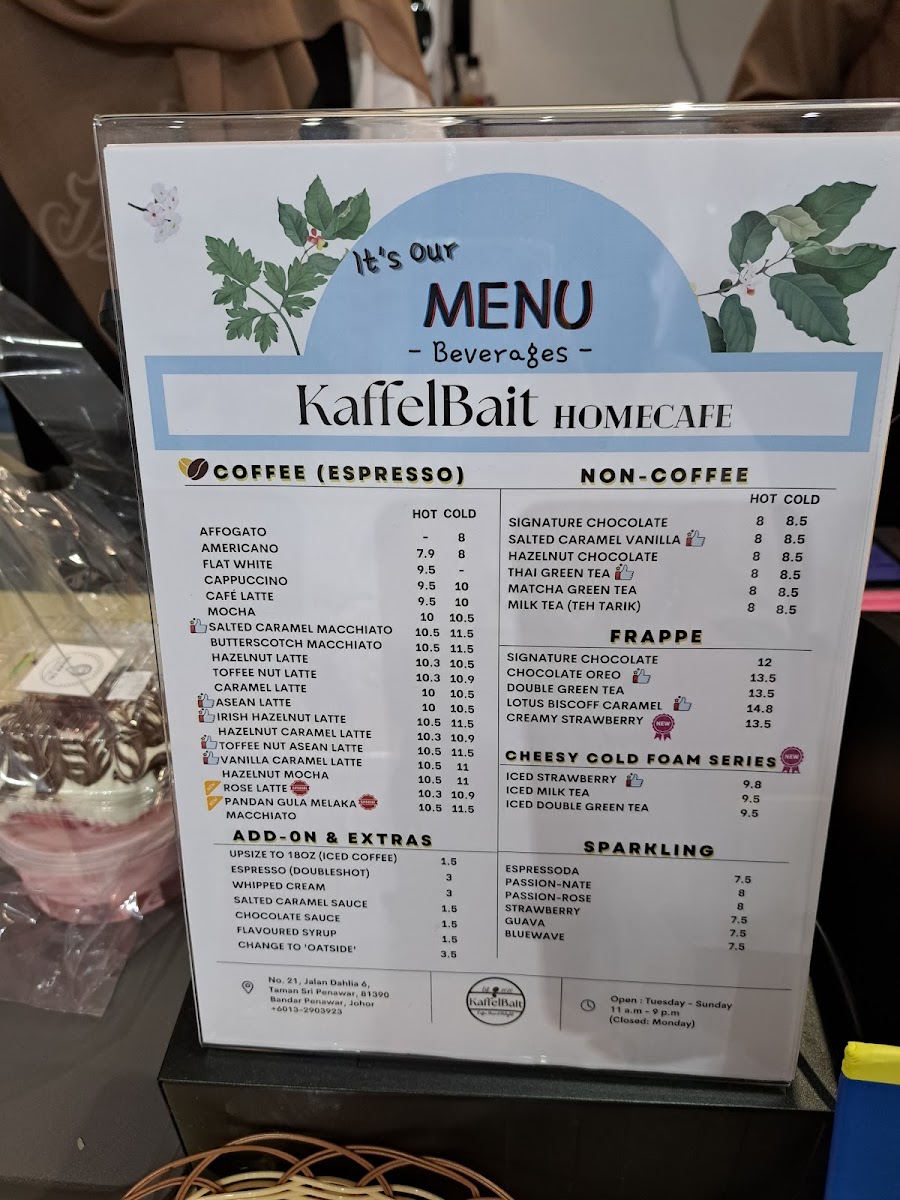 It's Our
MENU
- Beverages -
KaffelBait HOMECAFE
COFFEE (ESPRESSO)
HOT COLD
AFFOGATO - 8
AMERICANO 7.9 8
FLAT WHITE 9.5 -
CAPPUCCINO 9.5 10
CAFÉ LATTE 9.5 10
MOCHA 10 10.5
SALTED CARAMEL MACCHIATO 10.5 11.5
BUTTERSCOTCH MACCHIATO 10.5 11.5
HAZELNUT LATTE 10.3 10.5
TOFFEE NUT LATTE 10.3 10.9
CARAMEL LATTE 10 10.5
ASEAN LATTE 10 10.5
IRISH HAZELNUT LATTE 10.5 11.5
HAZELNUT CARAMEL LATTE 10.3 10.9
TOFFEE NUT ASEAN LATTE 10.5 11.5
VANILLA CARAMEL LATTE 10.5 11
HAZELNUT MOCHA 10.5 11
ROSE LATTE 10.3 10.9
PANDAN GULA MELAKA 10.5 11.5
MACCHIATO
ADD-ON & EXTRAS
UPSIZE TO 18OZ (ICED COFFEE) 1.5
ESPRESSO (DOUBLESHOT) 3
WHIPPED CREAM 3
SALTED CARAMEL SAUCE 1.5
CHOCOLATE SAUCE 1.5
FLAVOURED SYRUP 1.5
CHANGE TO 'OATSIDE' 3.5
NON-COFFEE
HOT COLD
SIGNATURE CHOCOLATE 8 8.5
SALTED CARAMEL VANILLA 8 8.5
HAZELNUT CHOCOLATE 8 8.5
THAI GREEN TEA 8 8.5
MATCHA GREEN TEA 8 8.5
MILK TEA (TEH TARIK) 8 8.5
FRAPPE
SIGNATURE CHOCOLATE 12
CHOCOLATE OREO 13.5
DOUBLE GREEN TEA 13.5
LOTUS BISCOFF CARAMEL 14.8
CREAMY STRAWBERRY NEW 13.5
CHEESY COLD FOAM SERIES NEW
ICED STRAWBERRY 9.8
ICED MILK TEA 9.5
ICED DOUBLE GREEN TEA 9.5
SPARKLING
ESPRESSODA 7.5
PASSION-NATE 8
PASSION-ROSE 8
STRAWBERRY 7.5
GUAVA 7.5
BLUEWAVE 7.5
No. 21, Jalan Dahlia 6,
Taman Sri Penawar, 81390
Bandar Penawar, Johor
+6013-2903923
KaffelBait
Open : Tuesday - Sunday
11 a.m - 9 p.m
(Closed: Monday)